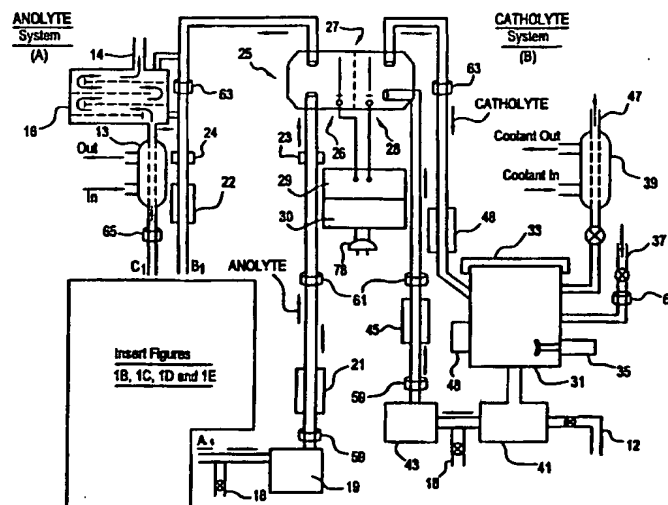 ANOLYTE
System
(A)
CATHOLYTE
System
(B)
14
27
25
63
63
47
16
CATHOLYTE
13
Out
24
23
26
28
Coolant Out
39
In
22
29
30
Coolant In
65
48
33
37
C1
B1
78
61
6
ANOLYTE
45
Insert Figures
1B, 1C, 1D and 1E
48
35
21
59
31
A1
59
43
18
41
12
18
19